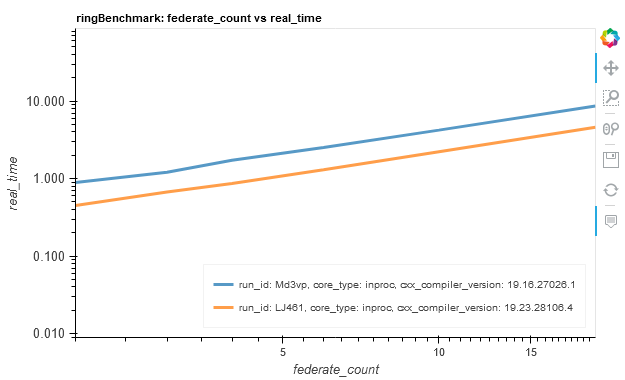 ringBenchmark: federate_count vs real_time
10.000
1.000
0.100
0.010
real_time
run_id: Md3vp, core_type: inproc, cxx_compiler_version: 19.16.27026.1
run_id: LJ461, core_type: inproc, cxx_compiler_version: 19.23.28106.4
5
10
15
federate_count